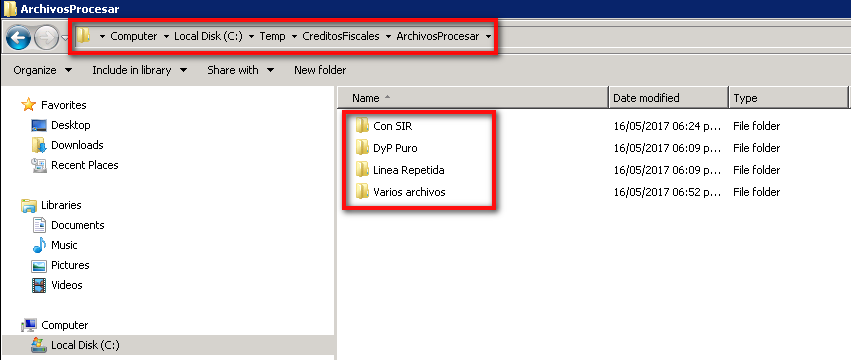 ArchivosProcesar
Computer Local Disk (C:) Temp CreditosFiscales ArchivosProcesar
Organize Include in library Share with New folder
Favorites
Desktop
Downloads
Recent Places
Libraries
Documents
Music
Pictures
Videos
Computer
Local Disk (C:)
Name Date modified Type
Con SIR 16/05/2017 06:24 p... File folder
DyP Puro 16/05/2017 06:09 p... File folder
Linea Repetida 16/05/2017 06:09 p... File folder
Varios archivos 16/05/2017 06:52 p... File folder